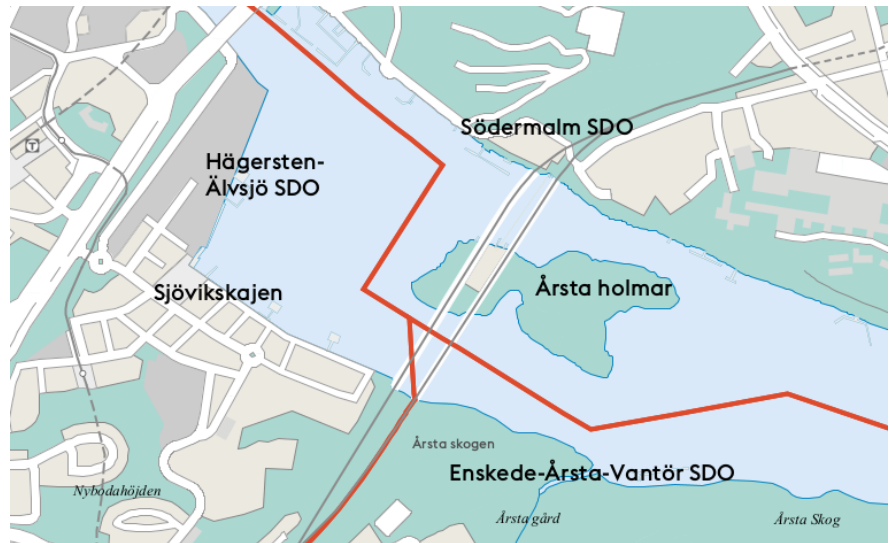 Södermalm SDO
Hägersten-
Älvsjö SDO
T
Årsta holmar
Sjövikskajen
Årsta skogen
Enskede-Årsta-Vantör SDO
Nybodahöjden
Årsta gård
Årsta Skog